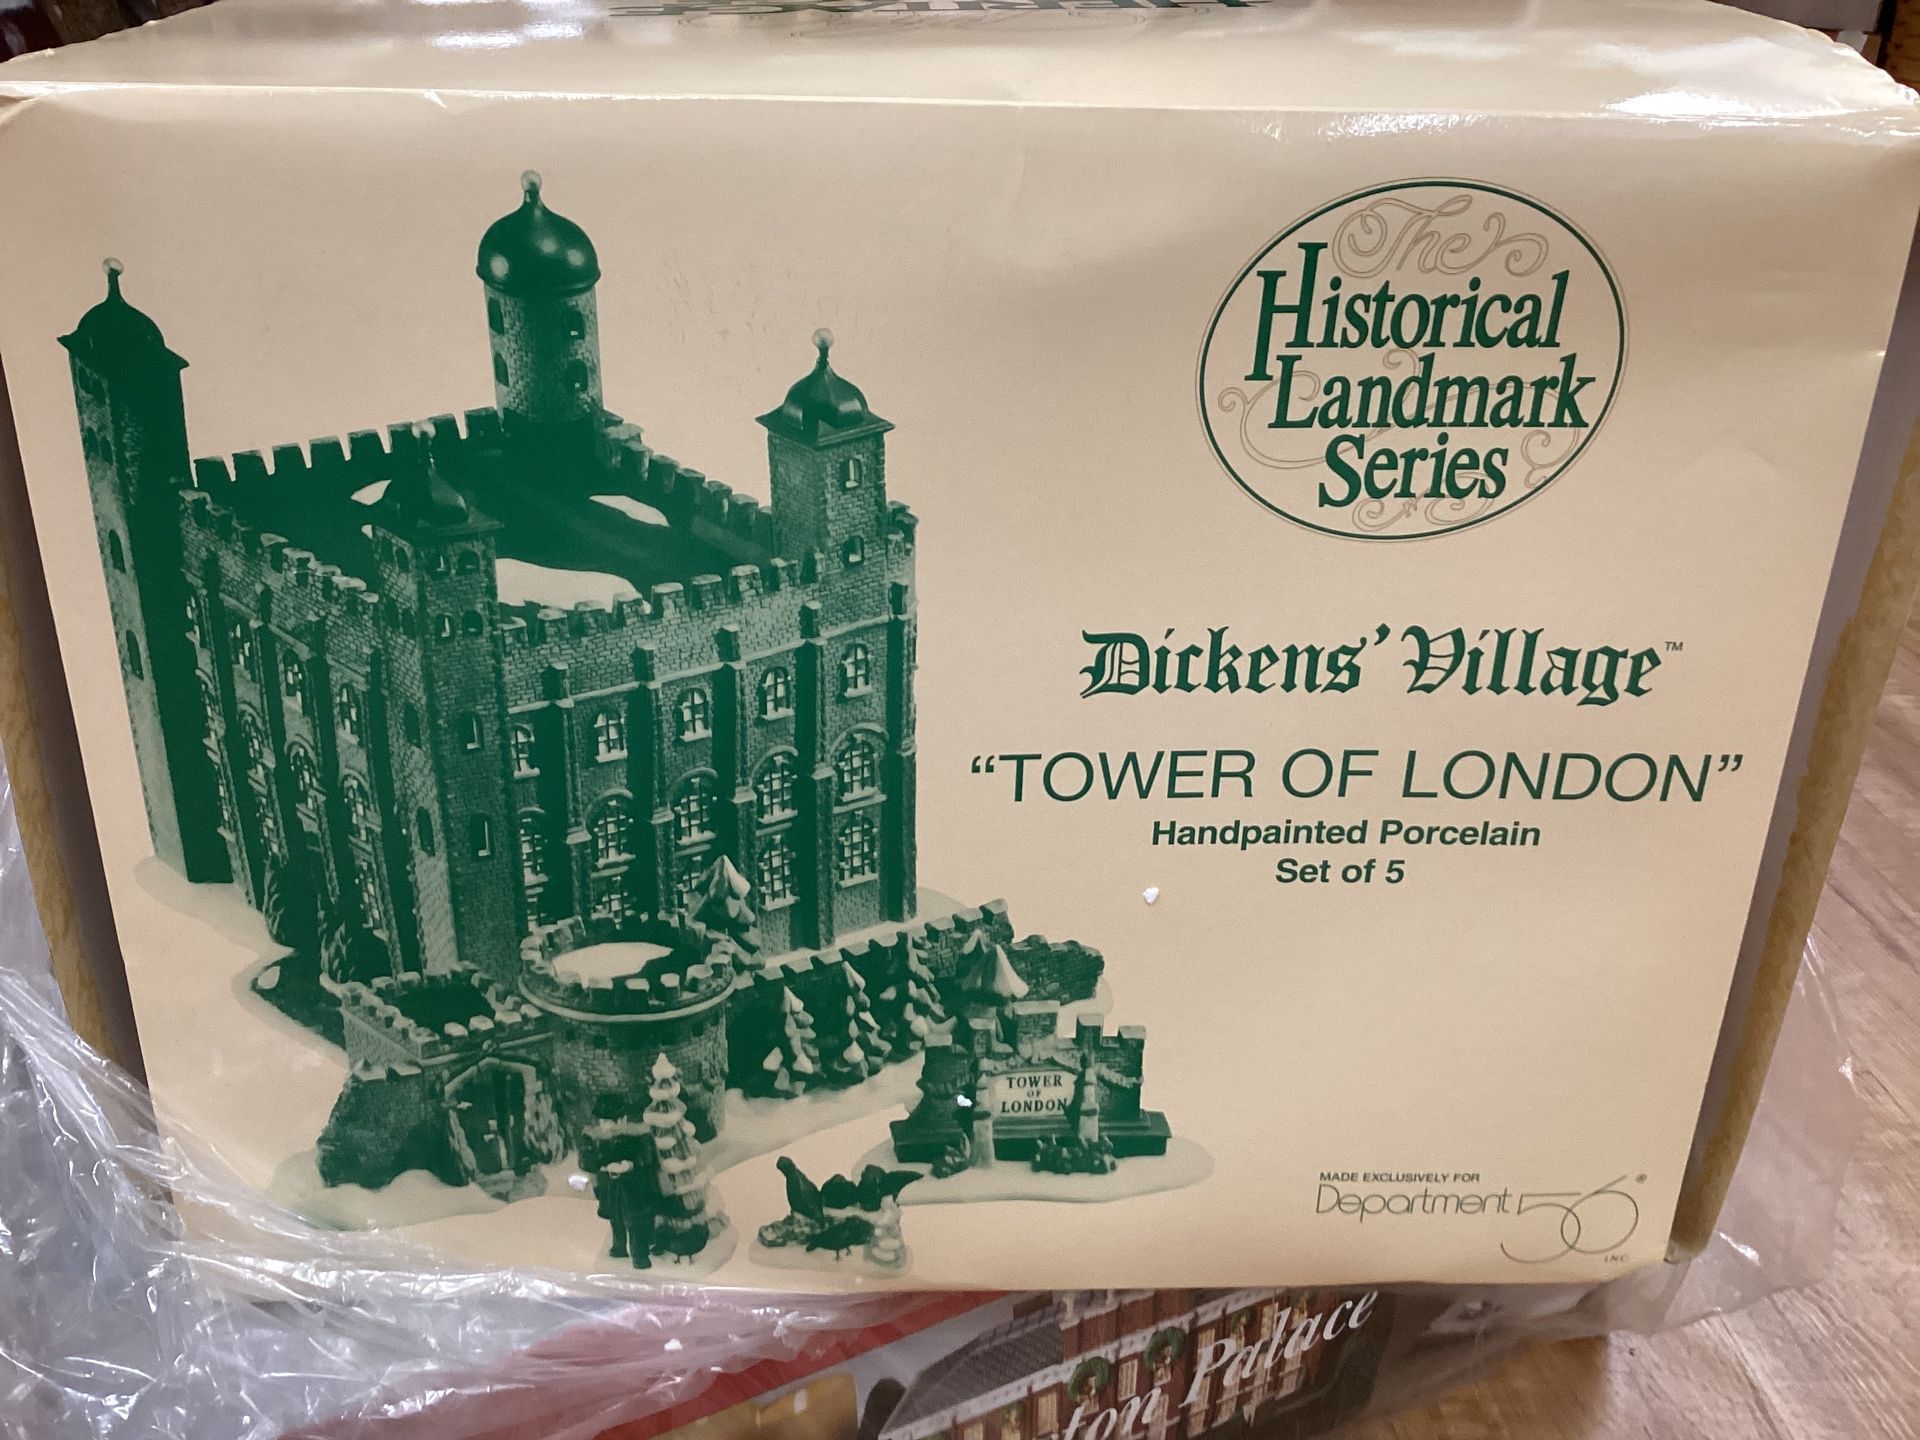 HERITAGE
The
Historical
Landmark
Series
Dickens' Village™
"TOWER OF LONDON"
Handpainted Porcelain
Set of 5
TOWER
OF
LONDON
MADE EXCLUSIVELY FOR
Department 56®
INC.
Palace